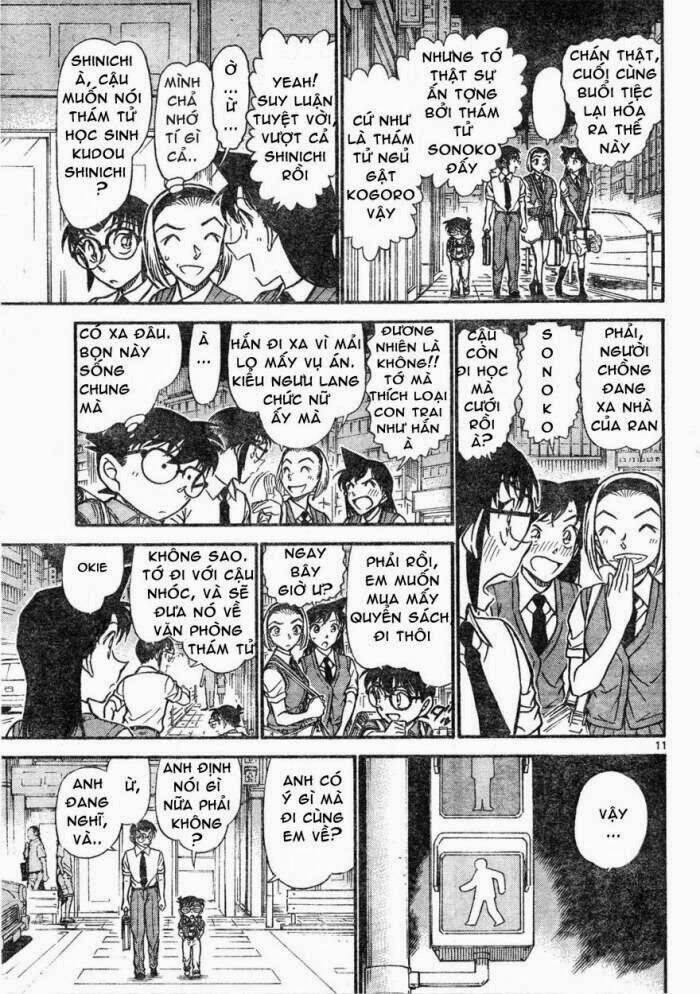 CHÁN THẬT,
CUỐI CÙNG
BUỔI TIỆC
LẠI HÓA
RA THẾ
NÀY
NHƯNG TỚ
THẬT SỰ
ẤN TỢNG
BỞI THÁM
TỬ
SONOKO
ĐẤY
CỨ NHƯ
LÀ THÁM
TỬ NGỦ
GẬT
KOGORO
VẬY
YEAH!
SUY LUẬN
TUYỆT VỜI,
VƯỢT CẢ
SHINICHI
RỒI
Ờ ...
... Ừ
MÌNH
CHẢ
NHỚ
TÍ GÌ
CẢ..
SHINICHI
À, CẬU
MUỐN NÓI
THÁM TỬ
HỌC SINH
KUDOU
SHINICHI
?
PHẢI,
NGƯỜI
CHỒNG
ĐANG
XA NHÀ
CỦA RAN
SONOKO
CẬU
CÒN
ĐI HỌC
MÀ
CƯỚI
RỒI
À?
ĐƯƠNG
NHIÊN LÀ
KHÔNG!!
TỚ MÀ
THÍCH LOẠI
CON TRAI
NHƯ HẮN
À
HẮN ĐI XA VÌ MẢI
LỌ MẤY VỤ ÁN.
KIỂU NGƯU LANG
CHỨC NỮ
ẤY MÀ
À
...
CÓ XA ĐÂU.
BỌN NÀY
SỐNG
CHUNG
MÀ
PHẢI RỒI,
EM MUỐN
MUA MẤY
QUYỂN SÁCH
ĐI THÔI
NGAY
BÂY
GIỜ Ư?
KHÔNG SAO.
TỚ ĐI VỚI CẬU
NHÓC, VÀ SẼ
ĐƯA NÓ VỀ
VĂN PHÒNG
THÁM TỬ
OKIE
11
VẬY
...
ANH CÓ
Ý GÌ MÀ
ĐI CÙNG
EM VỀ?
ANH ĐỊNH
NÓI GÌ
NỮA PHẢI
KHÔNG
?
Ừ,
ANH
ĐANG
NGHĨ,
VÀ..